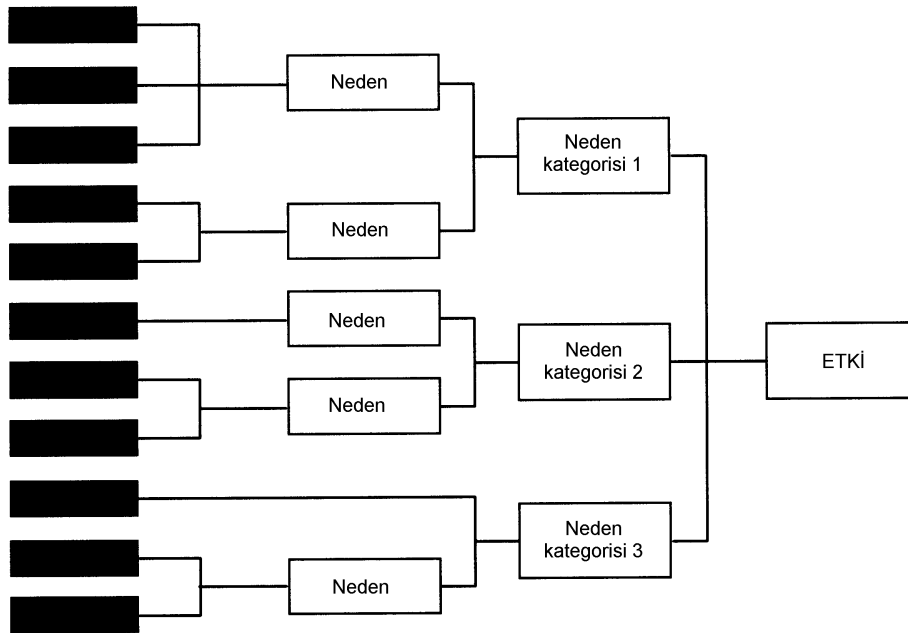 Neden
Neden
kategorisi 1
Neden
Neden
Neden
kategorisi 2
ETKİ
Neden
Neden
kategorisi 3
Neden